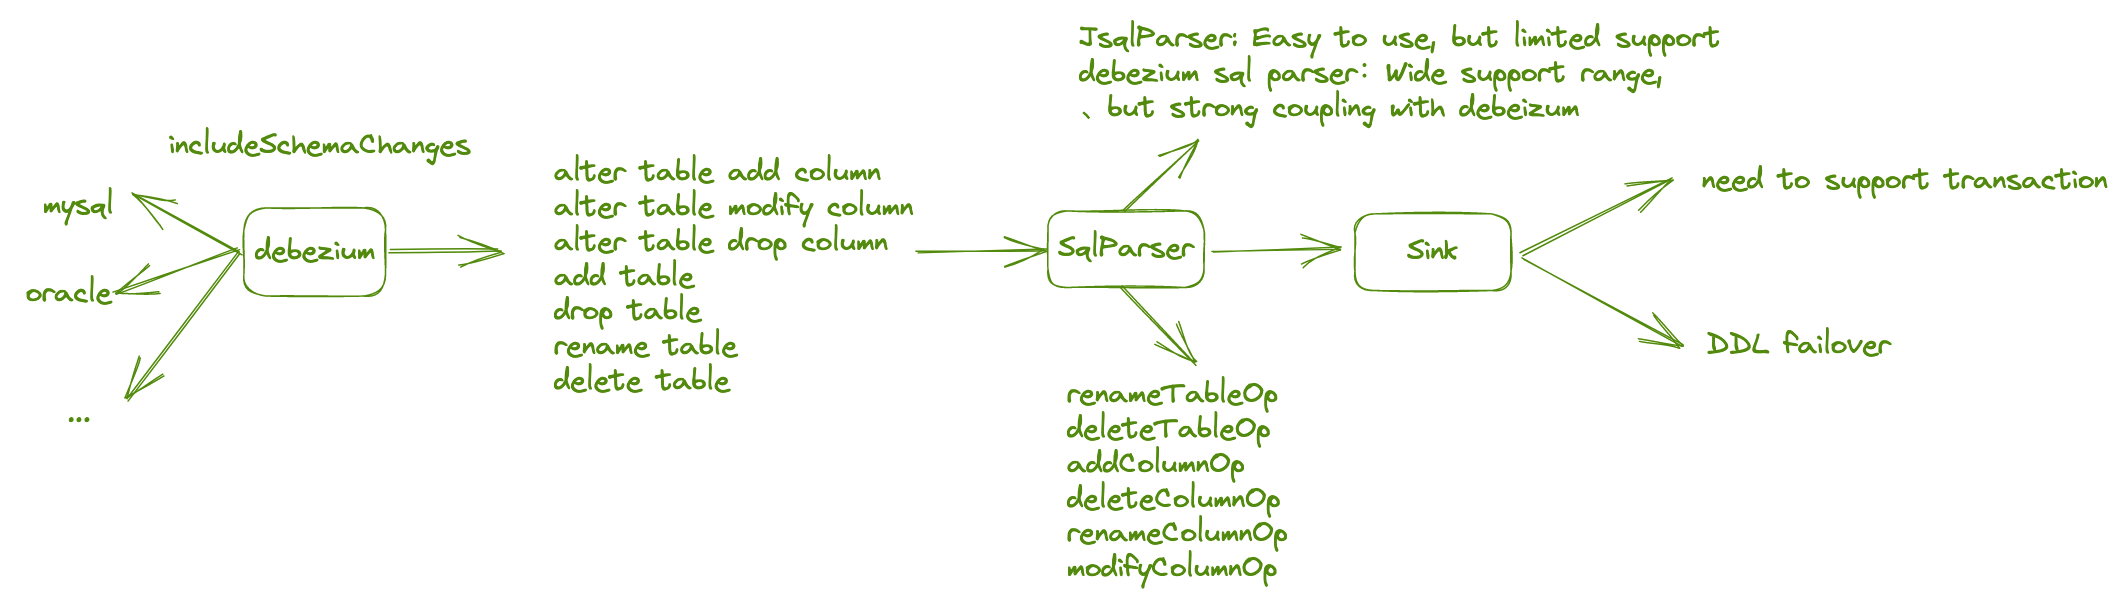 includeSchemaChanges
mysql
oracle
...
debezium
alter table add column
alter table modify column
alter table drop column
add table
drop table
rename table
delete table
JsqlParser: Easy to use, but limited support
debezium sql parser: Wide support range,
、but strong coupling with debeizum
SqlParser
renameTableOp
deleteTableOp
addColumnOp
deleteColumnOp
renameColumnOp
modifyColumnOp
Sink
need to support transaction
DDL failover